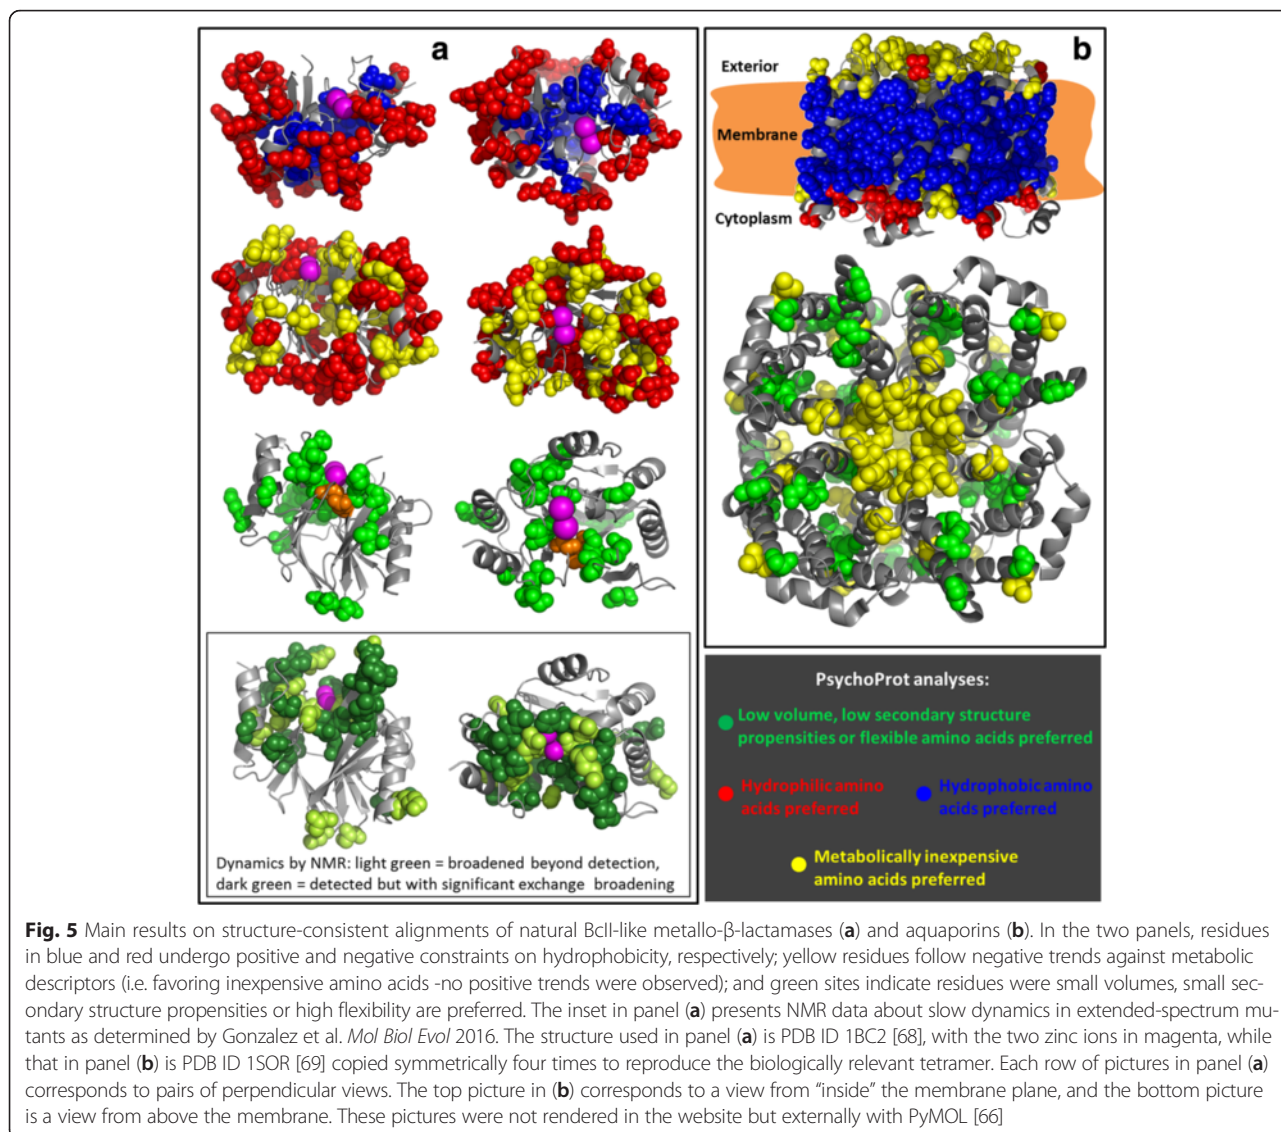 a
b
Exterior
Membrane
Cytoplasm
Dynamics by NMR: light green = broadened beyond detection,
dark green = detected but with significant exchange broadening
PsychoProt analyses:
Low volume, low secondary structure
propensities or flexible amino acids preferred
Hydrophilic amino
acids preferred
Hydrophobic amino
acids preferred
Metabolically inexpensive
amino acids preferred
Fig. 5 Main results on structure-consistent alignments of natural BcII-like metallo-β-lactamases (a) and aquaporins (b). In the two panels, residues
in blue and red undergo positive and negative constraints on hydrophobicity, respectively; yellow residues follow negative trends against metabolic
descriptors (i.e. favoring inexpensive amino acids -no positive trends were observed); and green sites indicate residues were small volumes, small sec-
ondary structure propensities or high flexibility are preferred. The inset in panel (a) presents NMR data about slow dynamics in extended-spectrum mu-
tants as determined by Gonzalez et al. Mol Biol Evol 2016. The structure used in panel (a) is PDB ID 1BC2 [68], with the two zinc ions in magenta, while
that in panel (b) is PDB ID 1SOR [69] copied symmetrically four times to reproduce the biologically relevant tetramer. Each row of pictures in panel (a)
corresponds to pairs of perpendicular views. The top picture in (b) corresponds to a view from “inside” the membrane plane, and the bottom picture
is a view from above the membrane. These pictures were not rendered in the website but externally with PyMOL [66]